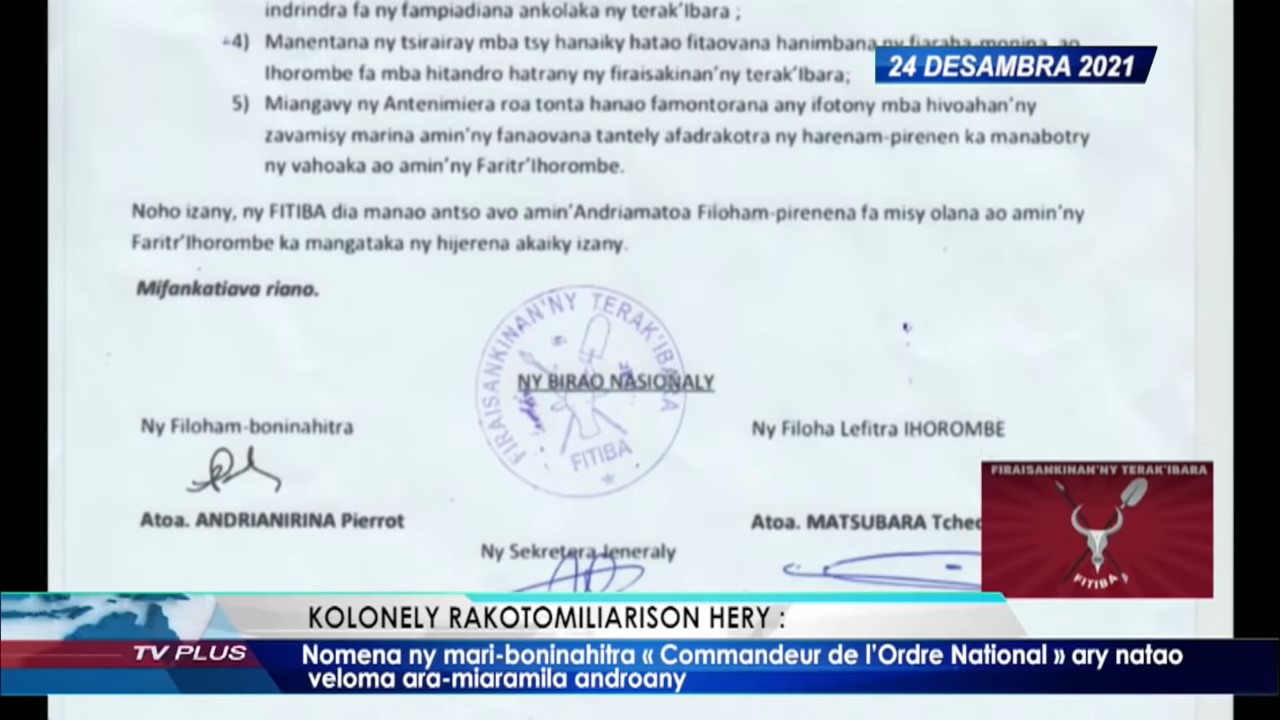 indrindra fa ny fampiadiana ankolaka ny terak'Ibara ;
4) Manentana ny tsirairay mba tsy hanaiky hatao fitaovana hanimbana ny fiaraha-monina ao
24 DESAMBRA 2021
Ihorombe fa mba hitandro hatrany ny firaisakinan'ny terak'Ibara;
5) Miangavy ny Antenimiera roa tonta hanao famontorana any ifotony mba hivoahan'ny
zavamisy marina amin'ny fanaovana tantely afadrakotra ny harenam-pirenen ka manabotry
ny vahoaka ao amin'ny Faritr'Ihorombe.
Noho izany, ny FITIBA dia manao antso avo amin'Andriamatoa Filoham-pirenena fa misy olana ao amin'ny
Faritr'Ihorombe ka mangataka ny hijerena akaiky izany.
Mifankatiava riano.
FIRAISANKINAN'NY TERAK'IBARA
FITIBA
NY BIRAO NASIONALY
Ny Filoham-boninahitra
Ny Filoha Lefitra IHOROMBE
FIRAISANKINAN'NY TERAK'IBARA
FITIBA
Atoa. ANDRIANIRINA Pierrot
Atoa. MATSUBARA
Ny Sekretera Jeneraly
KOLONELY RAKOTOMILIARISON HERY :
TV PLUS
Nomena ny mari-boninahitra « Commandeur de l'Ordre National » ary natao
veloma ara-miaramila androany